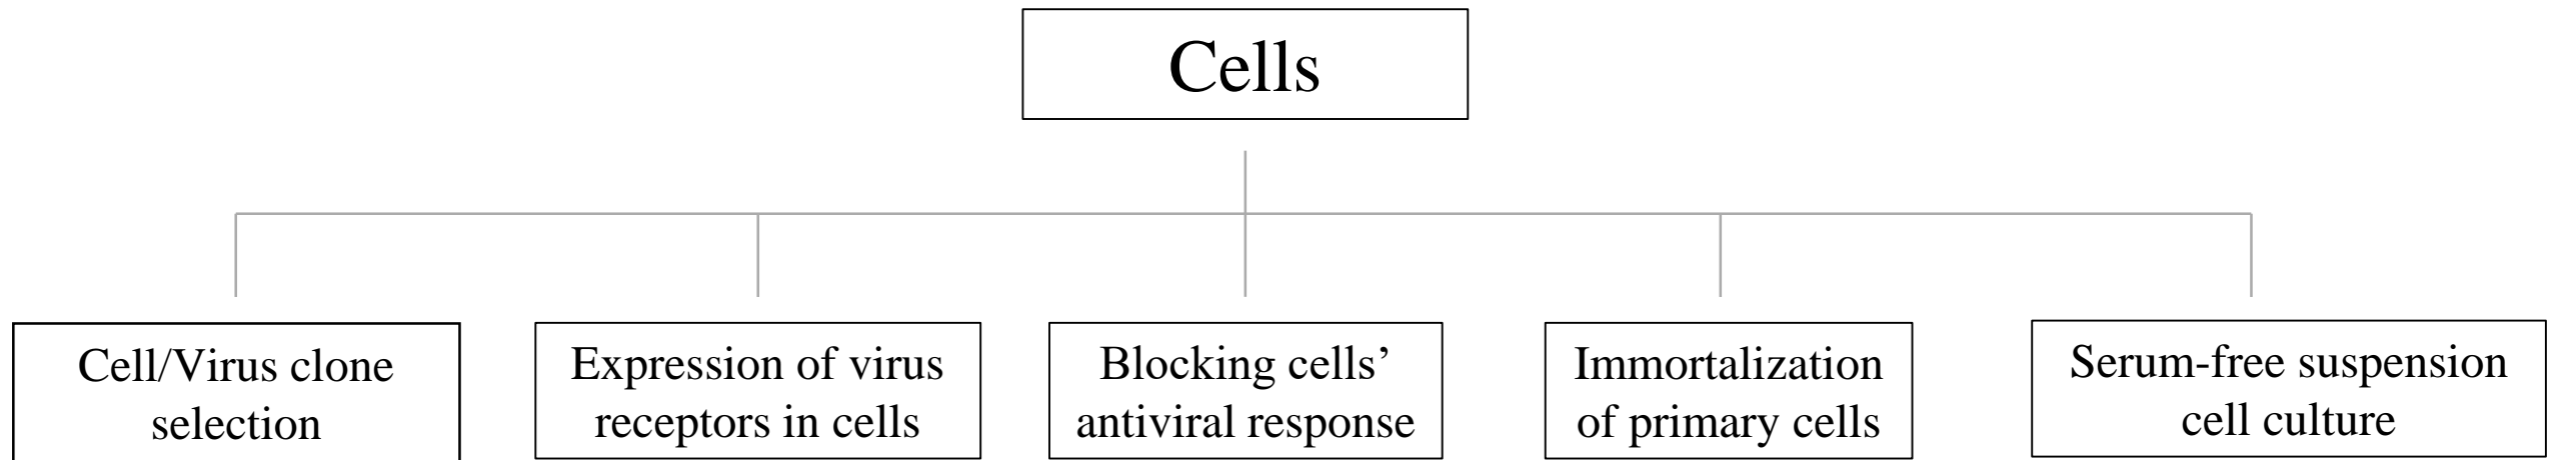 Cells
Cell/Virus clone
selection
Expression of virus
receptors in cells
Blocking cells’
antiviral response
Immortalization
of primary cells
Serum-free suspension
cell culture